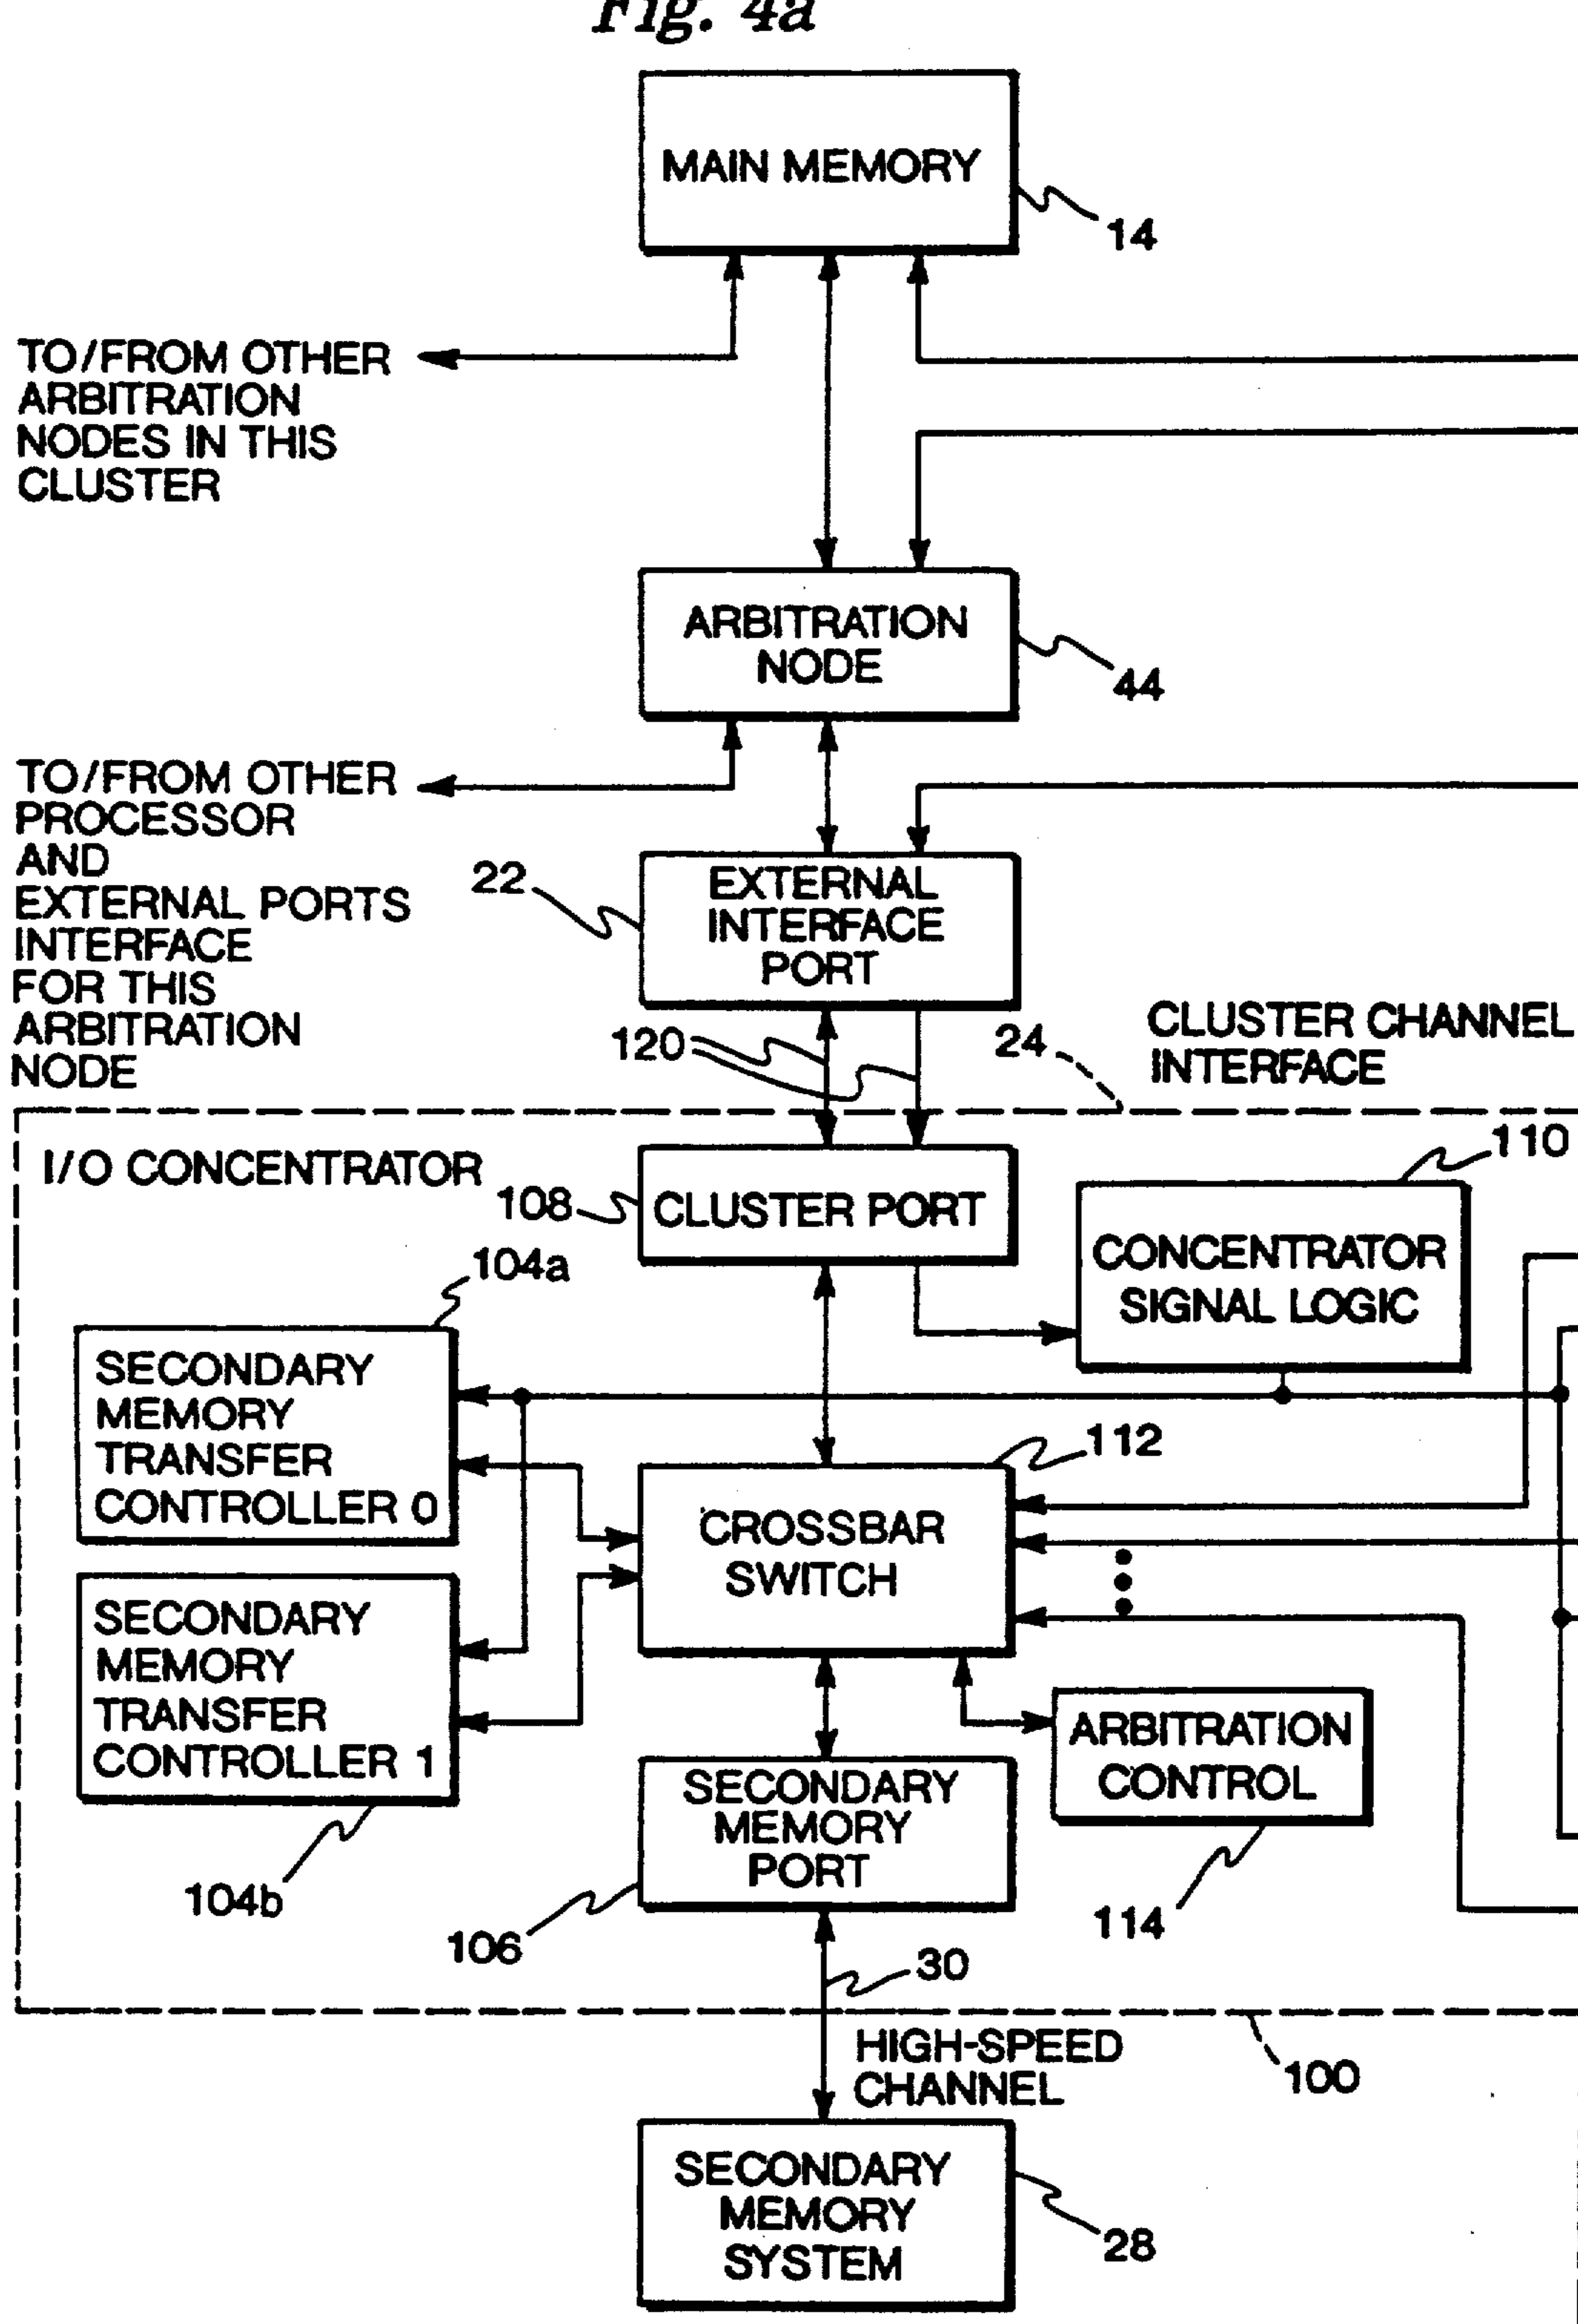 Fig. 4a
MAIN MEMORY
14
TO/FROM OTHER
ARBITRATION
NODES IN THIS
CLUSTER
ARBITRATION
NODE
44
TO/FROM OTHER
PROCESSOR
AND
EXTERNAL PORTS
INTERFACE
FOR THIS
ARBITRATION
NODE
22
EXTERNAL
INTERFACE
PORT
120
24
CLUSTER CHANNEL
INTERFACE
I/O CONCENTRATOR
108
CLUSTER PORT
110
CONCENTRATOR
SIGNAL LOGIC
104a
SECONDARY
MEMORY
TRANSFER
CONTROLLER 0
112
CROSSBAR
SWITCH
SECONDARY
MEMORY
TRANSFER
CONTROLLER 1
104b
ARBITRATION
CONTROL
114
SECONDARY
MEMORY
PORT
106
30
HIGH-SPEED
CHANNEL
100
SECONDARY
MEMORY
SYSTEM
28